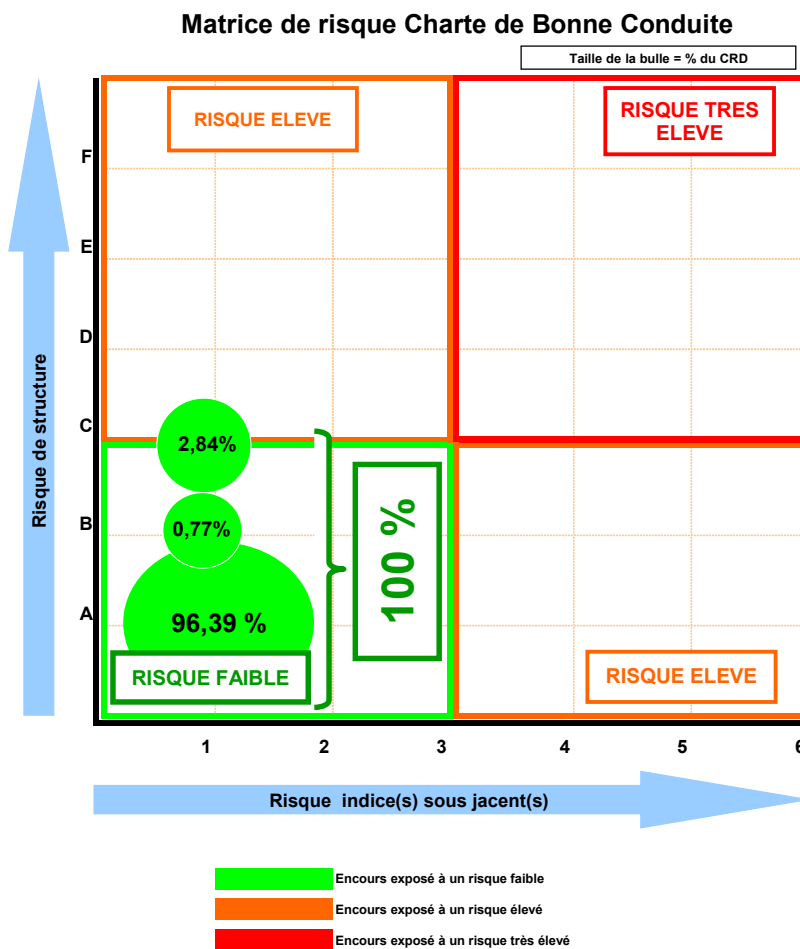 Matrice de risque Charte de Bonne Conduite
Taille de la bulle = % du CRD
RISQUE ELEVE
RISQUE TRES
ELEVE
F
E
D
C
B
A
Risque de structure
2,84%
0,77%
96,39 %
100 %
RISQUE FAIBLE
RISQUE ELEVE
1
2
3
4
5
6
Risque indice(s) sous jacent(s)
Encours exposé à un risque faible
Encours exposé à un risque élevé
Encours exposé à un risque très élevé